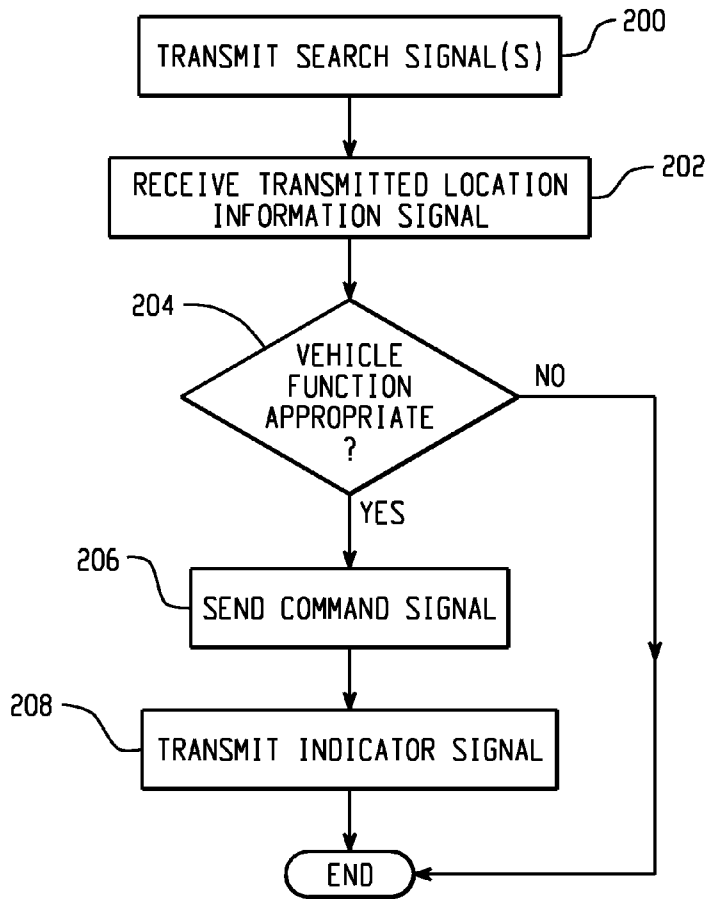 200
TRANSMIT SEARCH SIGNAL(S)
202
RECEIVE TRANSMITTED LOCATION
INFORMATION SIGNAL
204
VEHICLE
FUNCTION
APPROPRIATE
?
NO
YES
206
SEND COMMAND SIGNAL
208
TRANSMIT INDICATOR SIGNAL
END